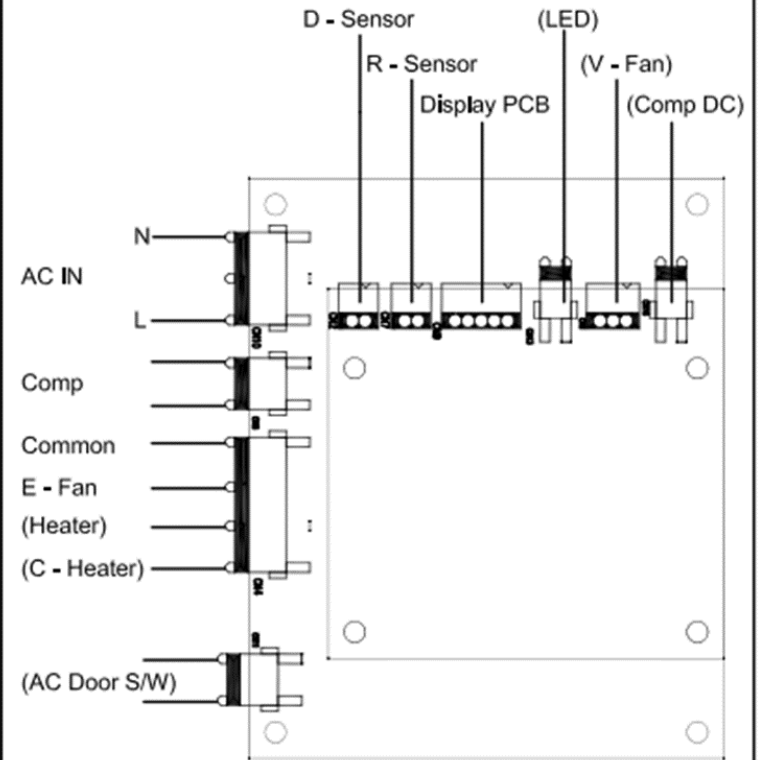 D - Sensor
(LED)
R - Sensor
(V - Fan)
Display PCB
(Comp DC)
N
AC IN
L
Comp
Common
E - Fan
(Heater)
(C - Heater)
(AC Door S/W)